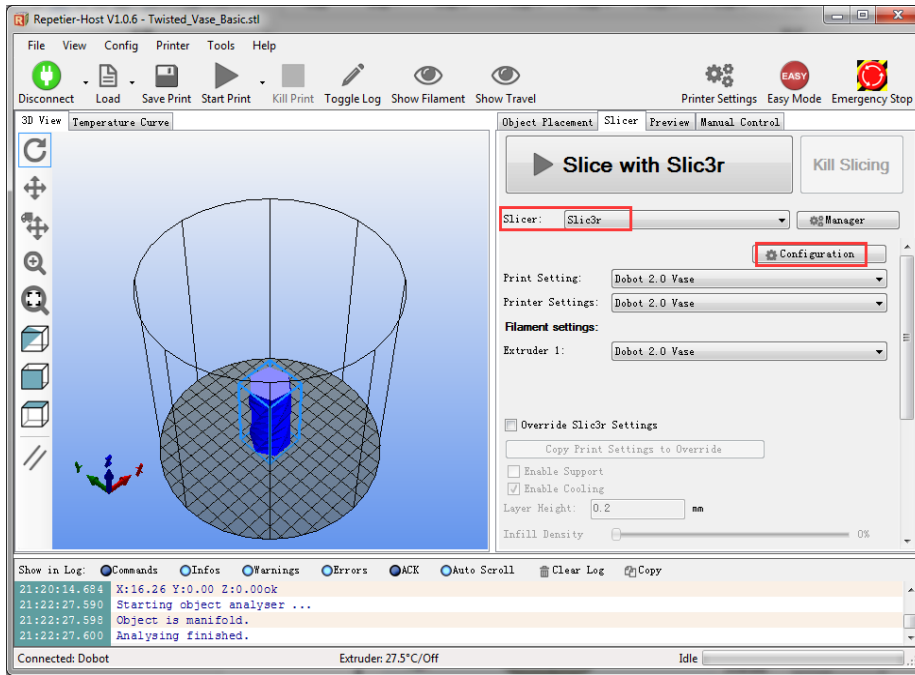 Repetier-Host V1.0.6 - Twisted_Vase_Basic.stl
File View Config Printer Tools Help
Disconnect Load Save Print Start Print Kill Print Toggle Log Show Filament Show Travel Printer Settings Easy Mode Emergency Stop
EASY
3D View Temperature Curve
Object Placement Slicer Preview Manual Control
Slice with Slic3r
Kill Slicing
Slicer: Slic3r Manager
Configuration
Print Setting: Dobot 2.0 Vase
Printer Settings: Dobot 2.0 Vase
Filament settings:
Extruder 1: Dobot 2.0 Vase
Override Slic3r Settings
Copy Print Settings to Override
Enable Support
Enable Cooling
Layer Height: 0.2 mm
Infill Density 0%
Show in Log: Commands Infos Warnings Errors ACK Auto Scroll Clear Log Copy
21:20:14.684 X:16.26 Y:0.00 Z:0.00ok
21:22:27.590 Starting object analyser ...
21:22:27.598 Object is manifold.
21:22:27.600 Analysing finished.
Connected: Dobot Extruder: 27.5°C/Off Idle